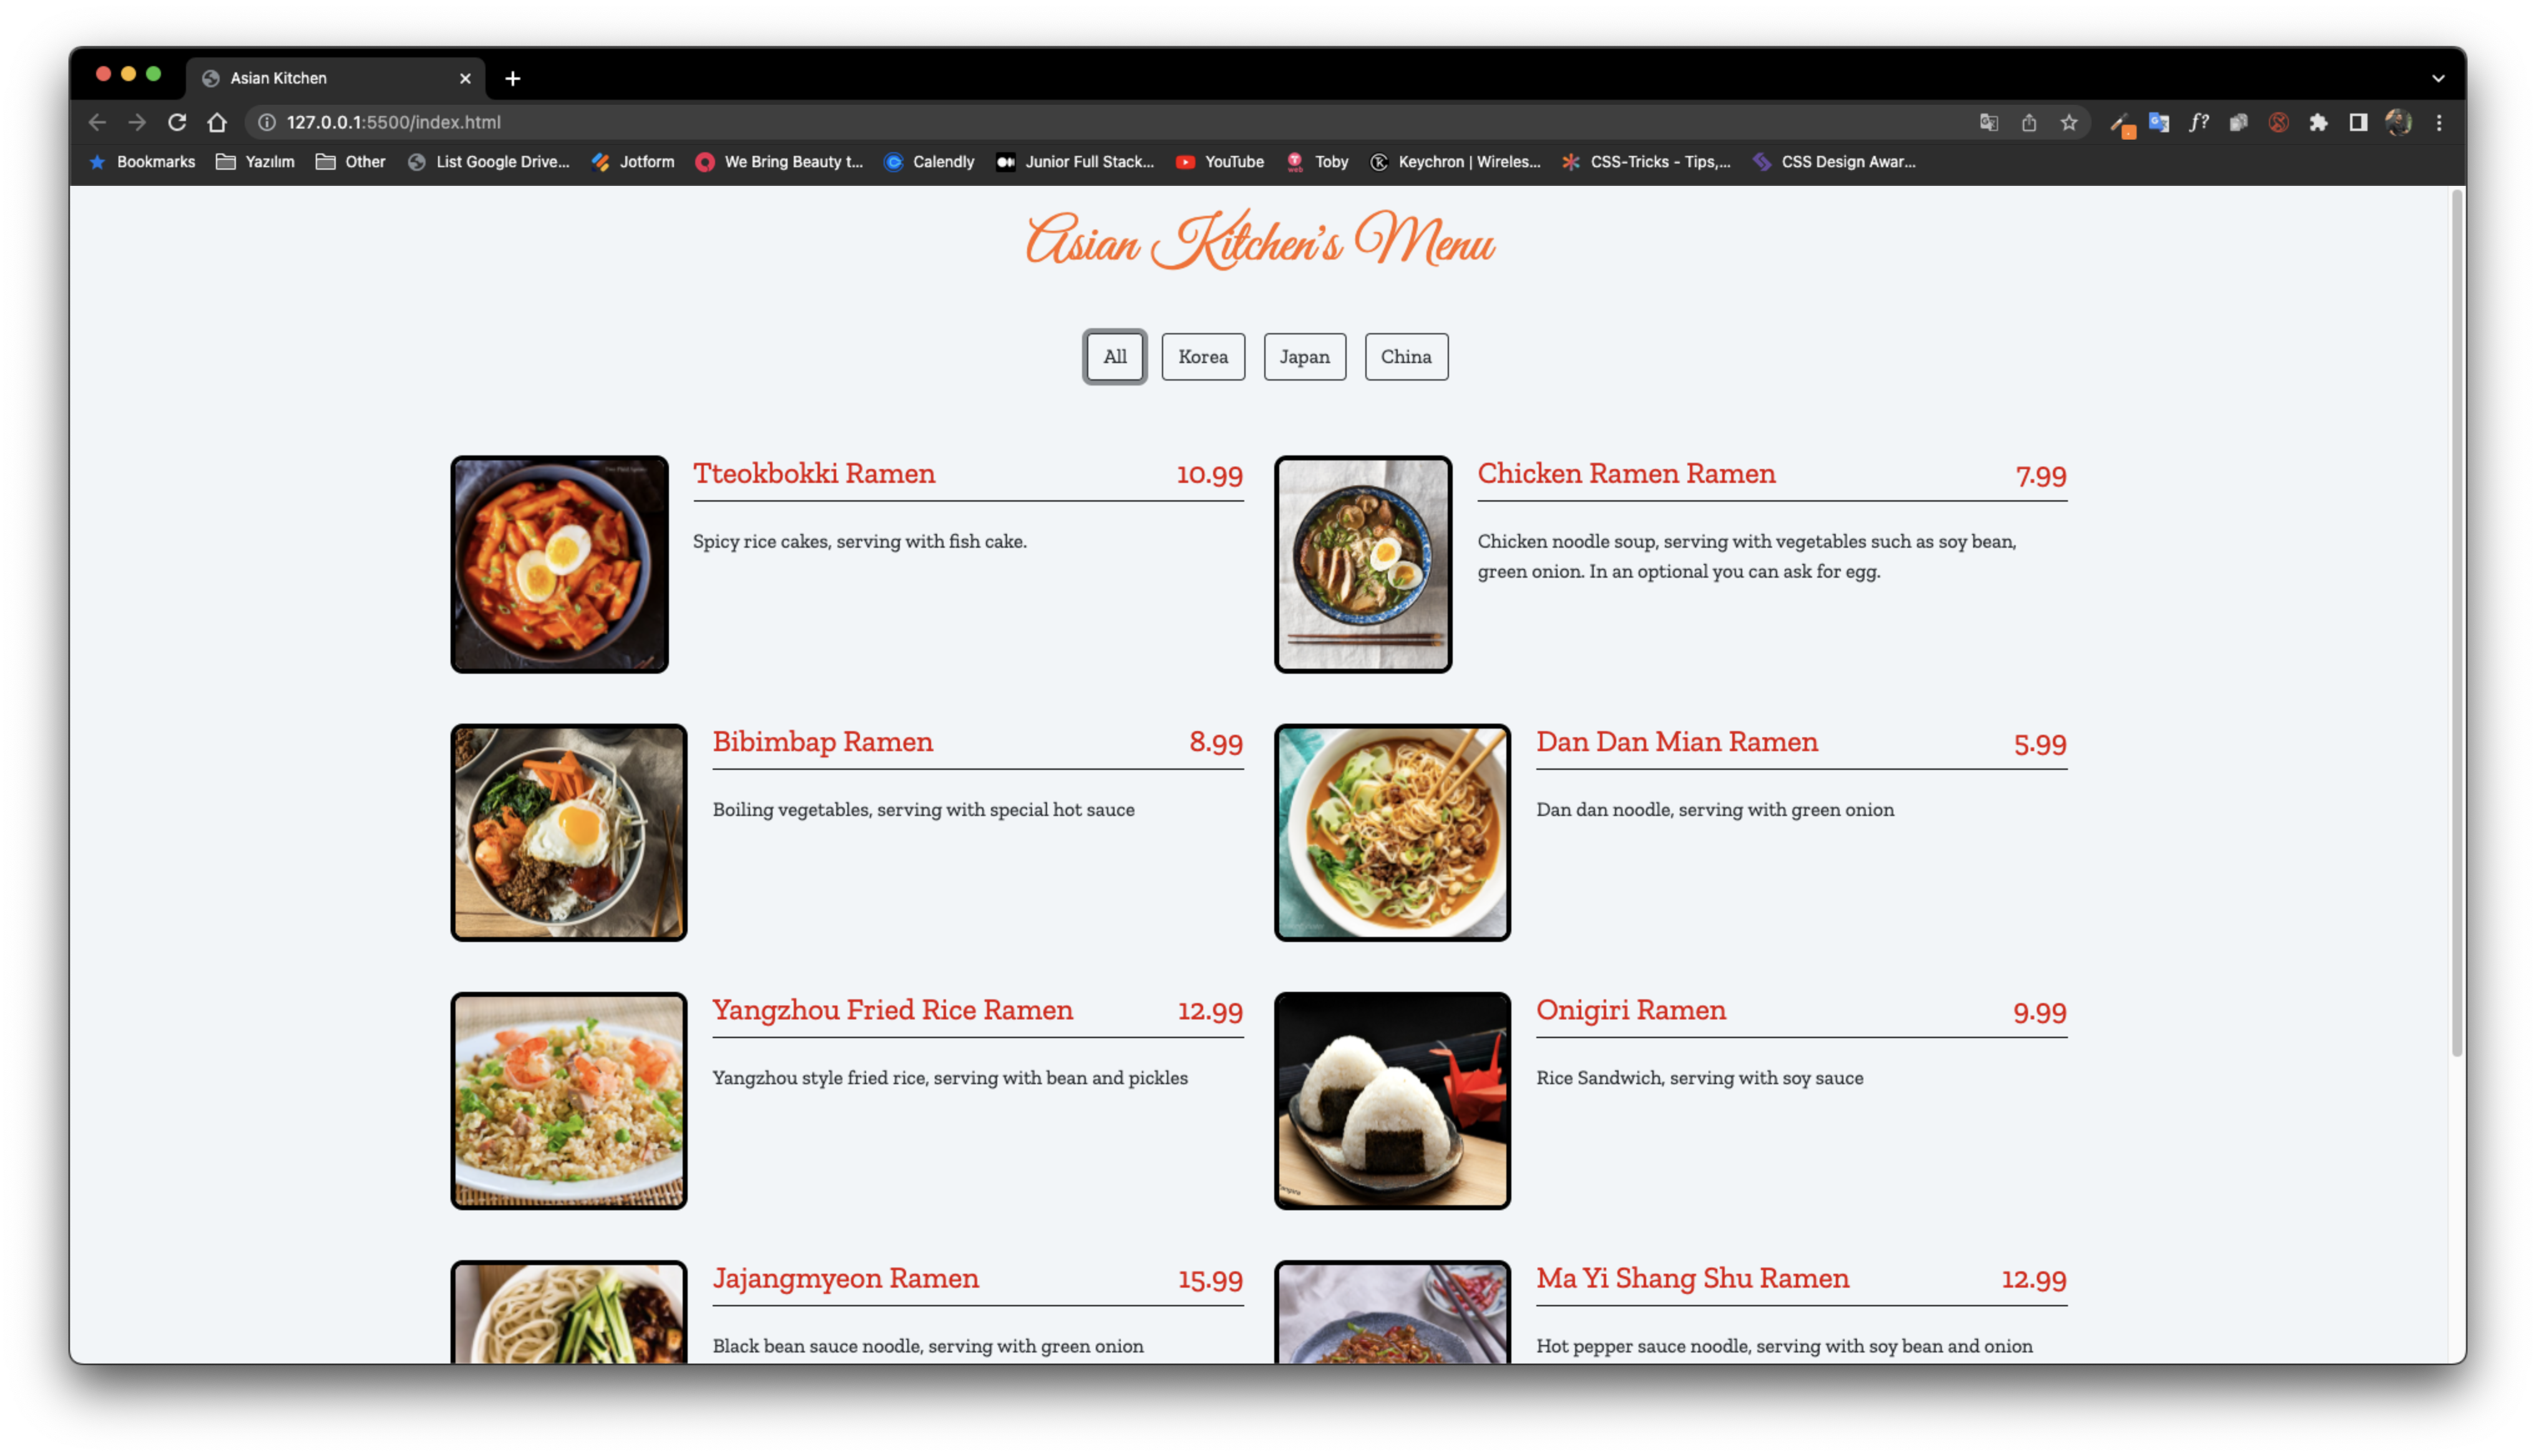 Asian Kitchen
127.0.0.1:5500/index.html
Bookmarks Yazılım Other List Google Drive... Jotform We Bring Beauty t... Calendly Junior Full Stack... YouTube Toby Keychron | Wireles... CSS-Tricks - Tips,... CSS Design Awar...
Asian Kitchen's Menu
All Korea Japan China
Tteokbokki Ramen 10.99
Spicy rice cakes, serving with fish cake.
Chicken Ramen Ramen 7.99
Chicken noodle soup, serving with vegetables such as soy bean,
green onion. In an optional you can ask for egg.
Bibimbap Ramen 8.99
Boiling vegetables, serving with special hot sauce
Dan Dan Mian Ramen 5.99
Dan dan noodle, serving with green onion
Yangzhou Fried Rice Ramen 12.99
Yangzhou style fried rice, serving with bean and pickles
Onigiri Ramen 9.99
Rice Sandwich, serving with soy sauce
Jajangmyeon Ramen 15.99
Black bean sauce noodle, serving with green onion
Ma Yi Shang Shu Ramen 12.99
Hot pepper sauce noodle, serving with soy bean and onion